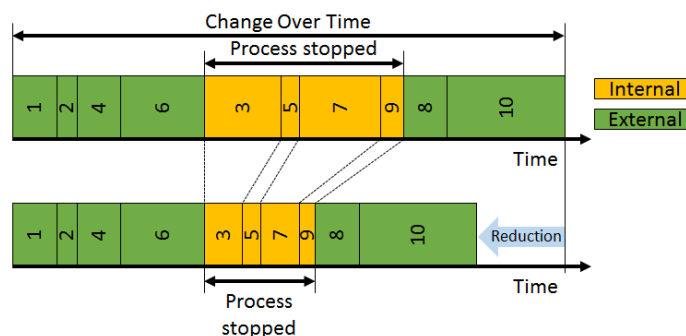 Change Over Time
Process stopped
1 2 4 6 3 5 7 9 8 10
Internal
External
Time
1 2 4 6 3 5 7 9 8 10
Reduction
Time
Process
stopped